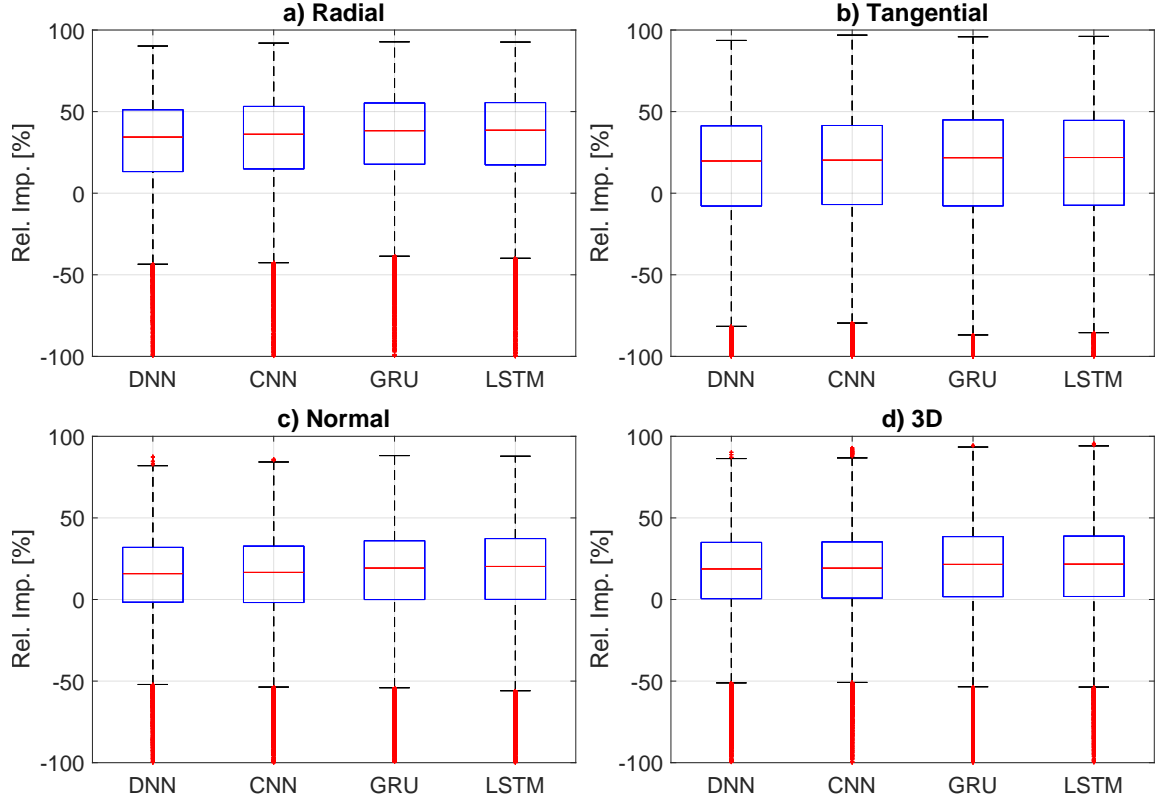 a) Radial
Rel. Imp. [%]
100
50
0
-50
-100
DNN CNN GRU LSTM
b) Tangential
Rel. Imp. [%]
100
50
0
-50
-100
DNN CNN GRU LSTM
c) Normal
Rel. Imp. [%]
100
50
0
-50
-100
DNN CNN GRU LSTM
d) 3D
Rel. Imp. [%]
100
50
0
-50
-100
DNN CNN GRU LSTM